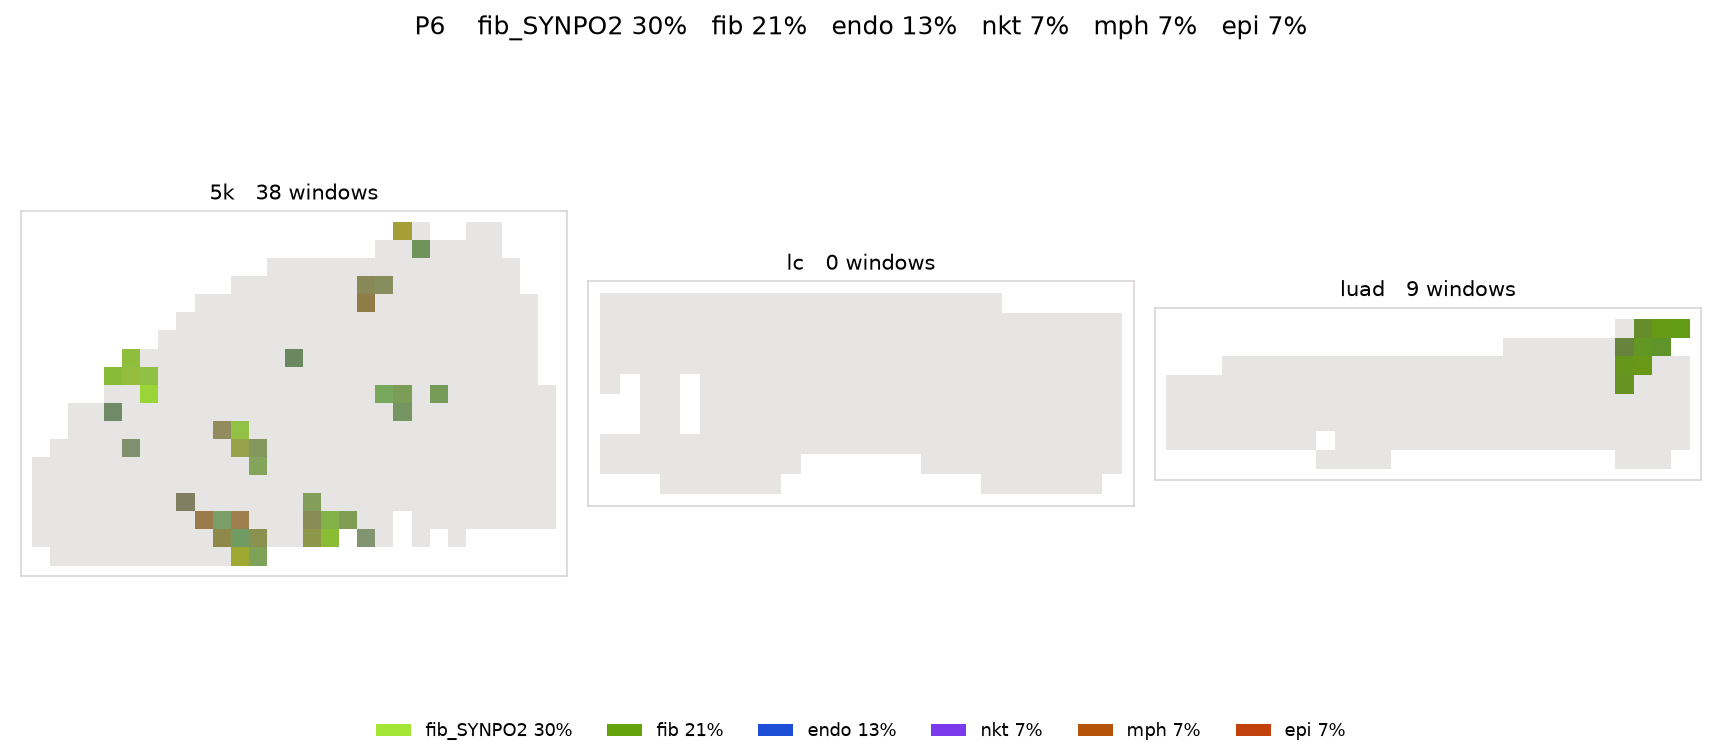 P6 fib_SYNPO2 30% fib 21% endo 13% nkt 7% mph 7% epi 7%
5k 38 windows
lc 0 windows
luad 9 windows
fib_SYNPO2 30% fib 21% endo 13% nkt 7% mph 7% epi 7%